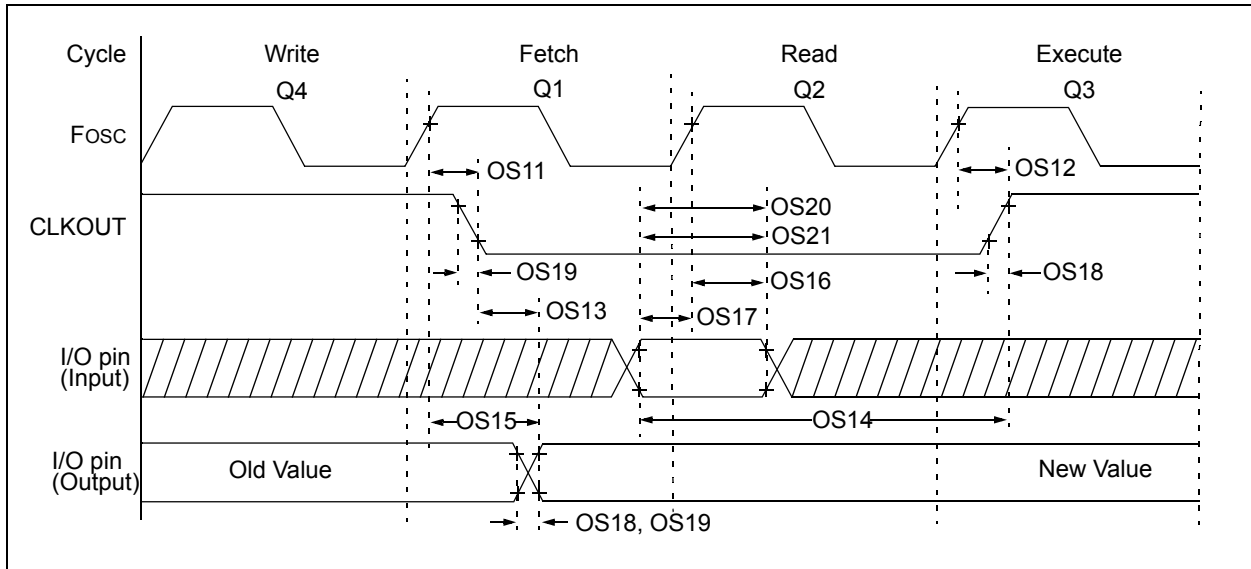 Cycle Write Fetch Read Execute
Q4 Q1 Q2 Q3
FOSC
OS11 OS12
OS20
CLKOUT
OS21
OS19 OS16 OS18
OS13 OS17
I/O pin
(Input)
OS15 OS14
I/O pin
(Output)
Old Value New Value
OS18, OS19